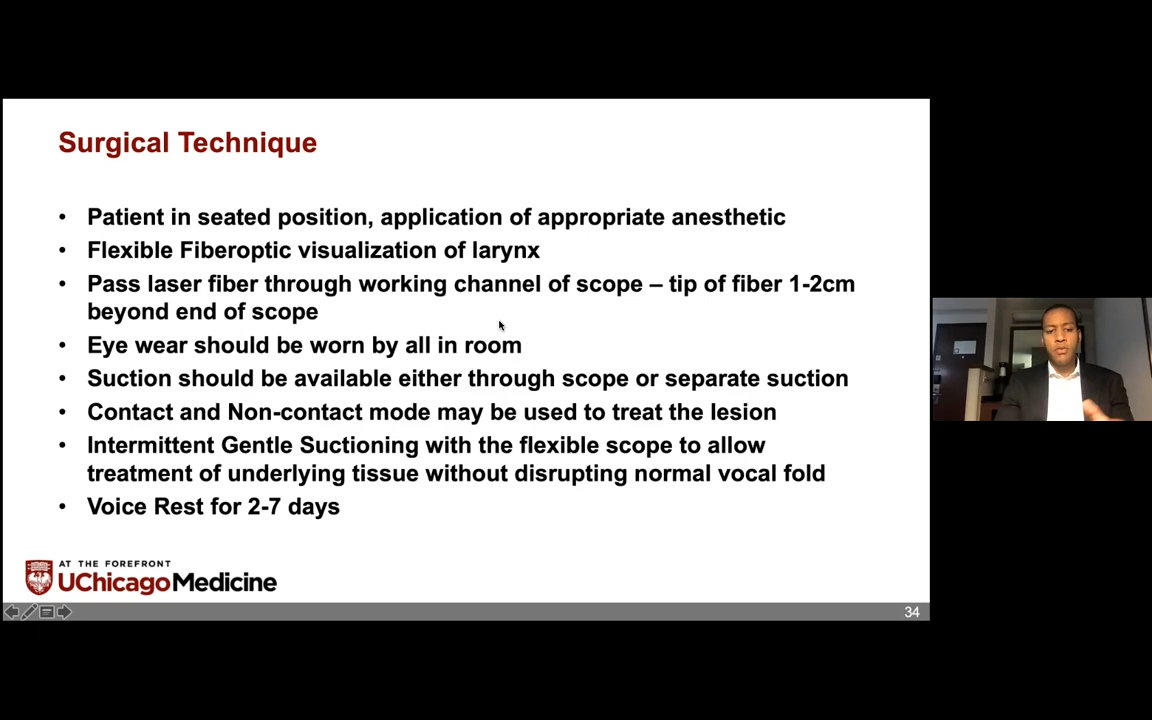 Surgical Technique
• Patient in seated position, application of appropriate anesthetic
• Flexible Fiberoptic visualization of larynx
• Pass laser fiber through working channel of scope – tip of fiber 1-2cm
beyond end of scope
• Eye wear should be worn by all in room
• Suction should be available either through scope or separate suction
• Contact and Non-contact mode may be used to treat the lesion
• Intermittent Gentle Suctioning with the flexible scope to allow
treatment of underlying tissue without disrupting normal vocal fold
• Voice Rest for 2-7 days
AT THE FOREFRONT
UChicagoMedicine
34